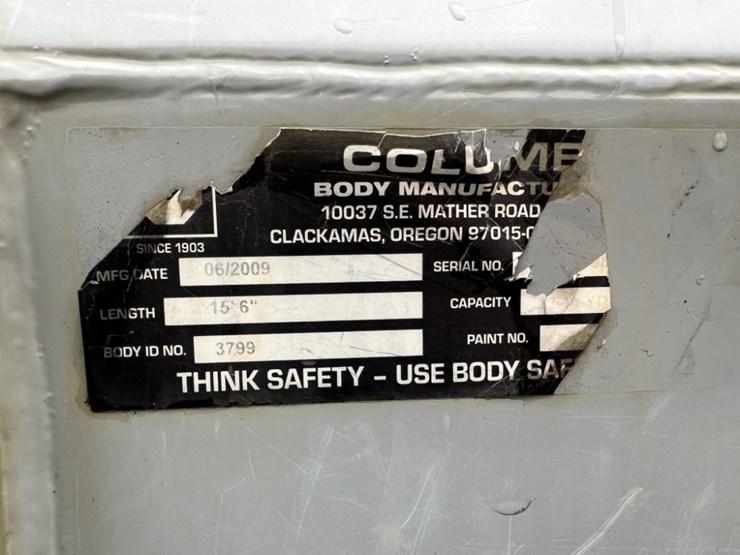 COLUMB
BODY MANUFACTU
10037 S.E. MATHER ROAD
CLACKAMAS, OREGON 97015-
SINCE 1903
MFG DATE 06/2009 SERIAL NO.
LENGTH 15' 6" CAPACITY
BODY ID NO. 3799 PAINT NO.
THINK SAFETY – USE BODY SAF